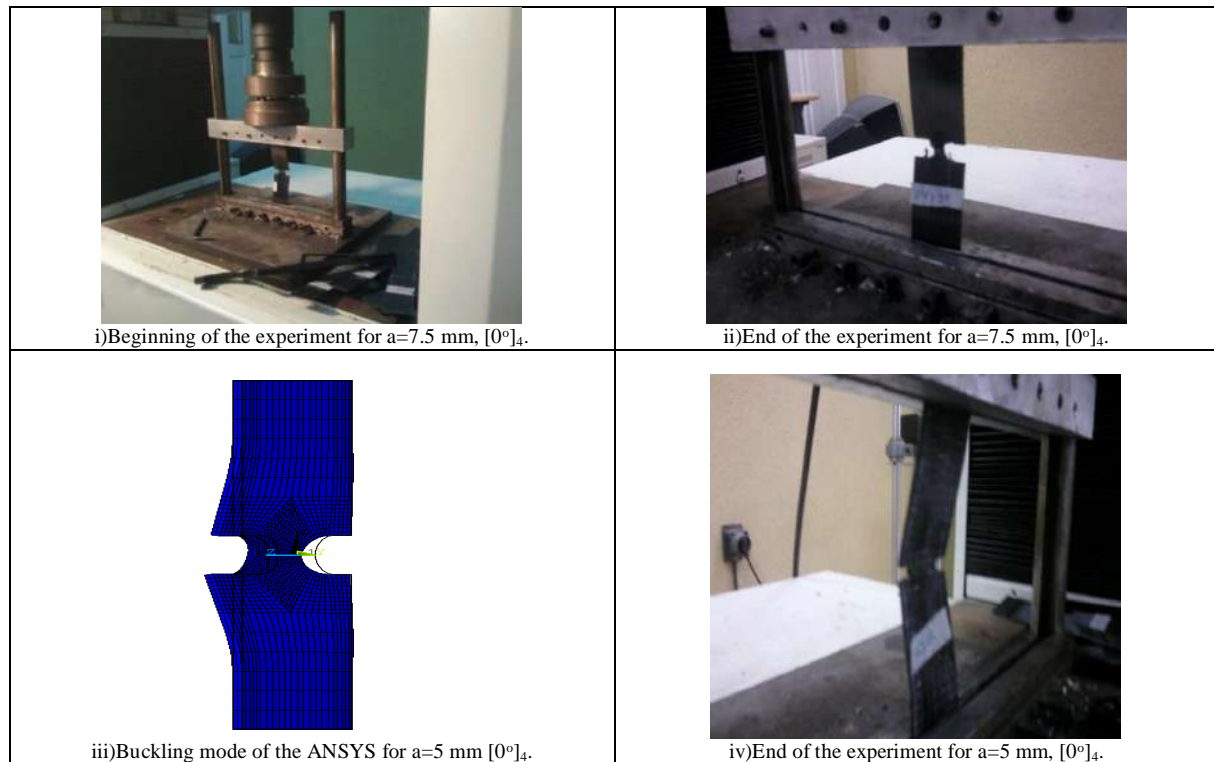 i)Beginning of the experiment for a=7.5 mm, [0°]₄.
ii)End of the experiment for a=7.5 mm, [0°]₄.
iii)Buckling mode of the ANSYS for a=5 mm [0°]₄.
iv)End of the experiment for a=5 mm, [0°]₄.